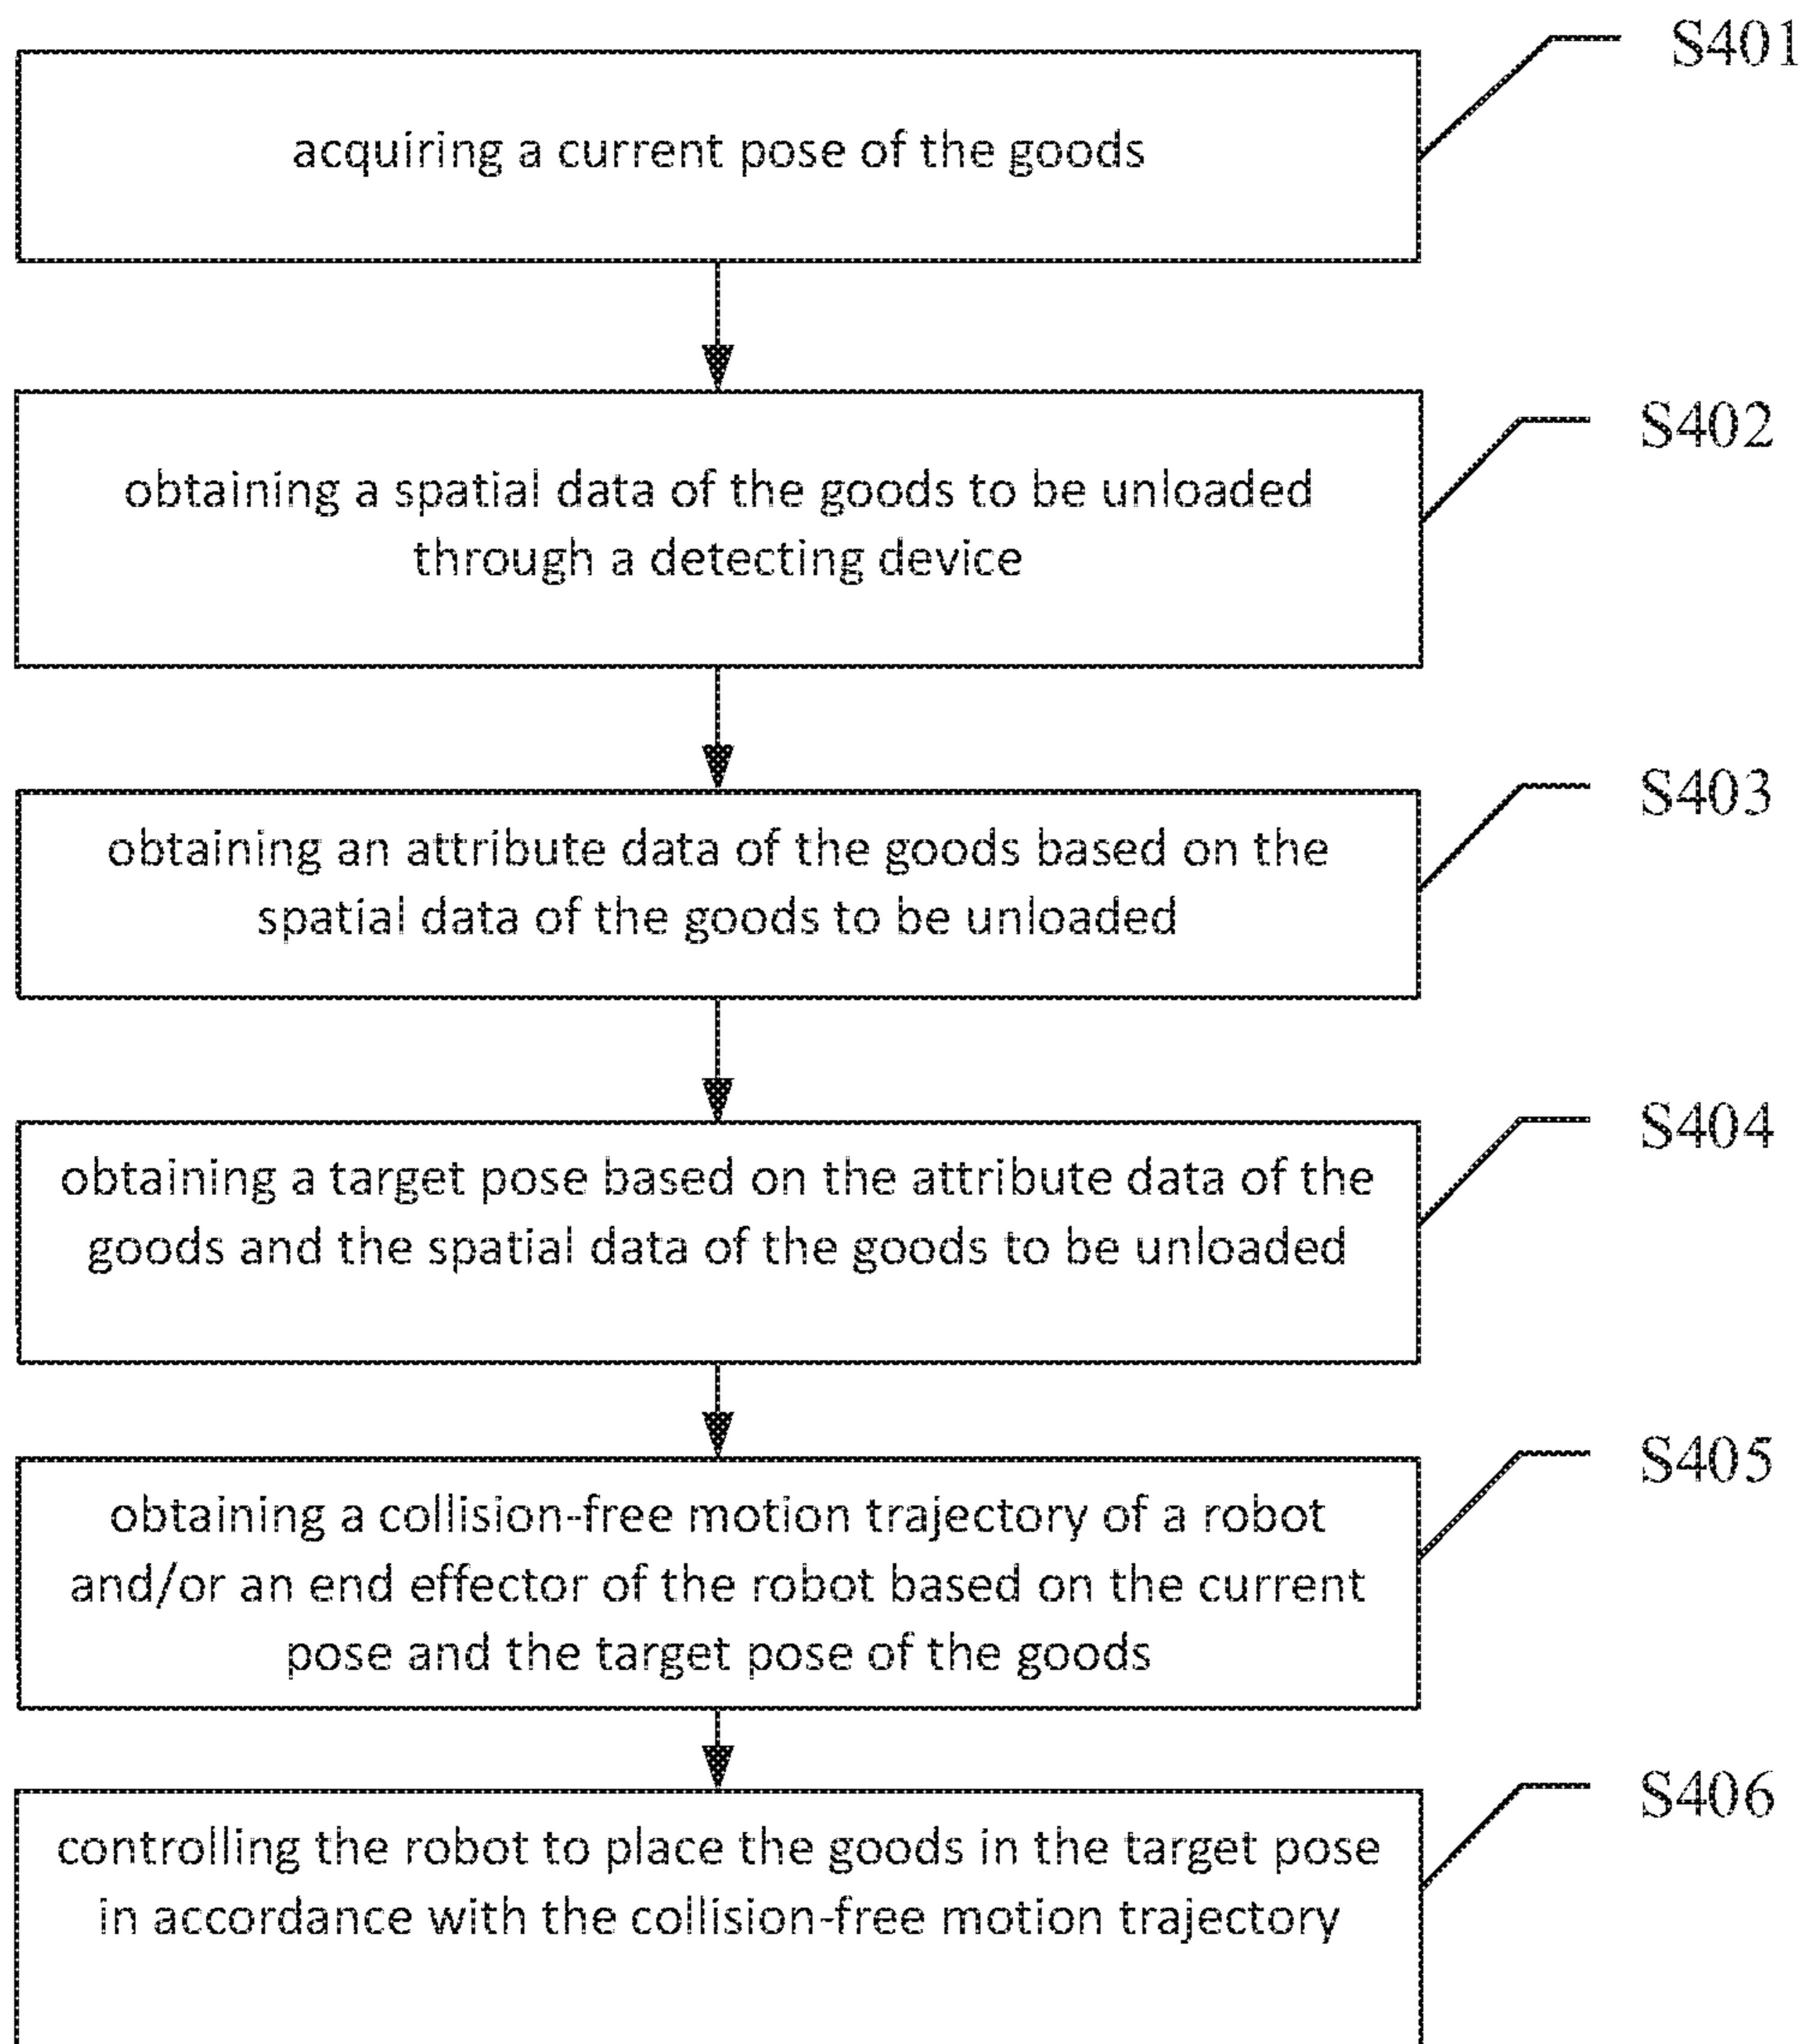 S401
acquiring a current pose of the goods
S402
obtaining a spatial data of the goods to be unloaded
through a detecting device
S403
obtaining an attribute data of the goods based on the
spatial data of the goods to be unloaded
S404
obtaining a target pose based on the attribute data of the
goods and the spatial data of the goods to be unloaded
S405
obtaining a collision-free motion trajectory of a robot
and/or an end effector of the robot based on the current
pose and the target pose of the goods
S406
controlling the robot to place the goods in the target pose
in accordance with the collision-free motion trajectory